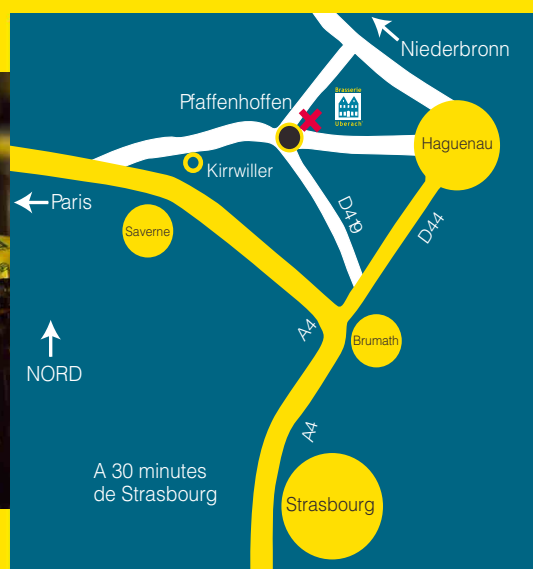 Niederbronn
Brasserie
Uberach
Pfaffenhoffen
Haguenau
Kirrwiller
Paris
D419
Saverne
D44
A4
Brumath
NORD
A4
A 30 minutes
de Strasbourg
Strasbourg